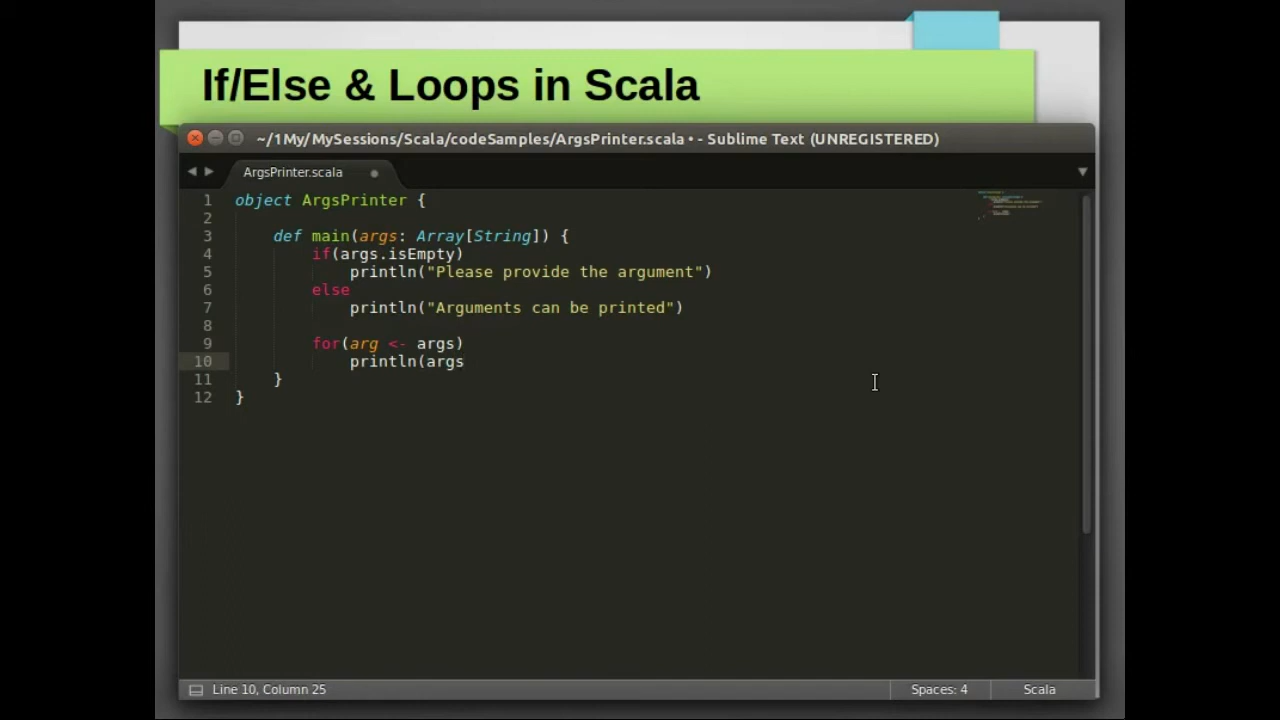 If/Else & Loops in Scala
~/1My/MySessions/Scala/codeSamples/ArgsPrinter.scala • - Sublime Text (UNREGISTERED)
ArgsPrinter.scala
1 object ArgsPrinter {
2
3     def main(args: Array[String]) {
4         if(args.isEmpty)
5             println("Please provide the argument")
6         else
7             println("Arguments can be printed")
8
9         for(arg <- args)
10             println(args
11     }
12 }
Line 10, Column 25
Spaces: 4
Scala